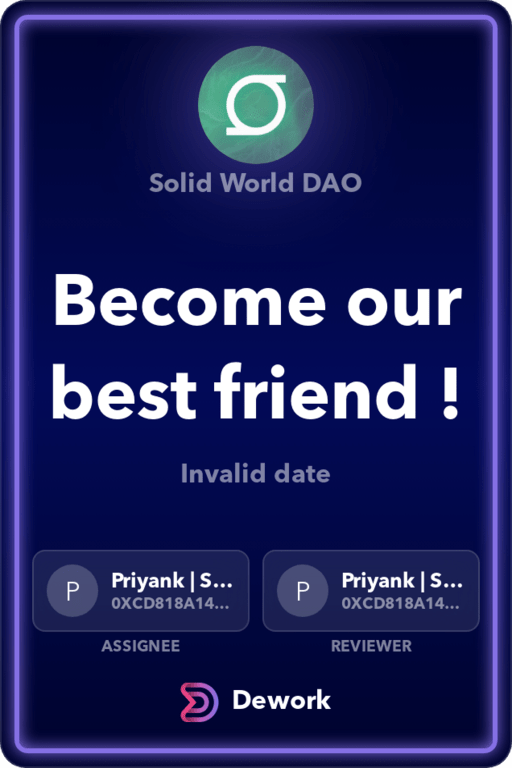 Solid World DAO
Become our
best friend !
Invalid date
P
Priyank | S...
0XCD818A14...
ASSIGNEE
P
Priyank | S...
0XCD818A14...
REVIEWER
Dework